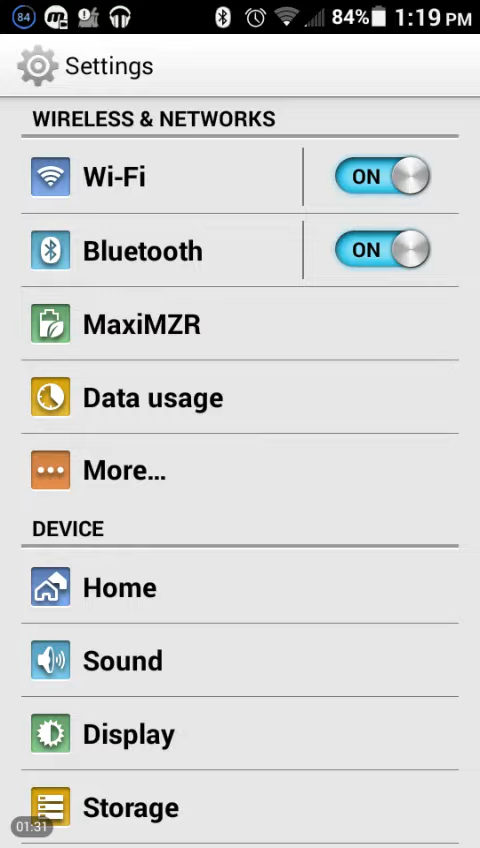 84 84% 1:19 PM
Settings
WIRELESS & NETWORKS
Wi-Fi ON
Bluetooth ON
MaxiMZR
Data usage
More...
DEVICE
Home
Sound
Display
Storage
01:31